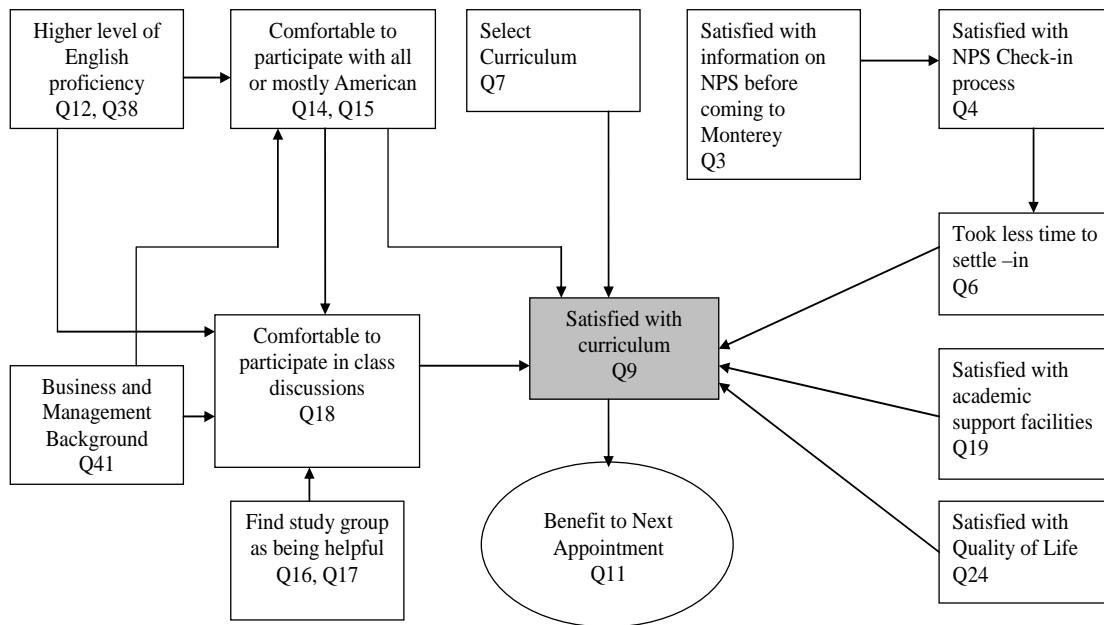 Higher level of
English
proficiency
Q12, Q38
Comfortable to
participate with all
or mostly American
Q14, Q15
Select
Curriculum
Q7
Satisfied with
information on
NPS before
coming to
Monterey
Q3
Satisfied with
NPS Check-in
process
Q4
Took less time to
settle –in
Q6
Comfortable to
participate in class
discussions
Q18
Satisfied with
curriculum
Q9
Business and
Management
Background
Q41
Satisfied with
academic
support facilities
Q19
Find study group
as being helpful
Q16, Q17
Benefit to Next
Appointment
Q11
Satisfied with
Quality of Life
Q24